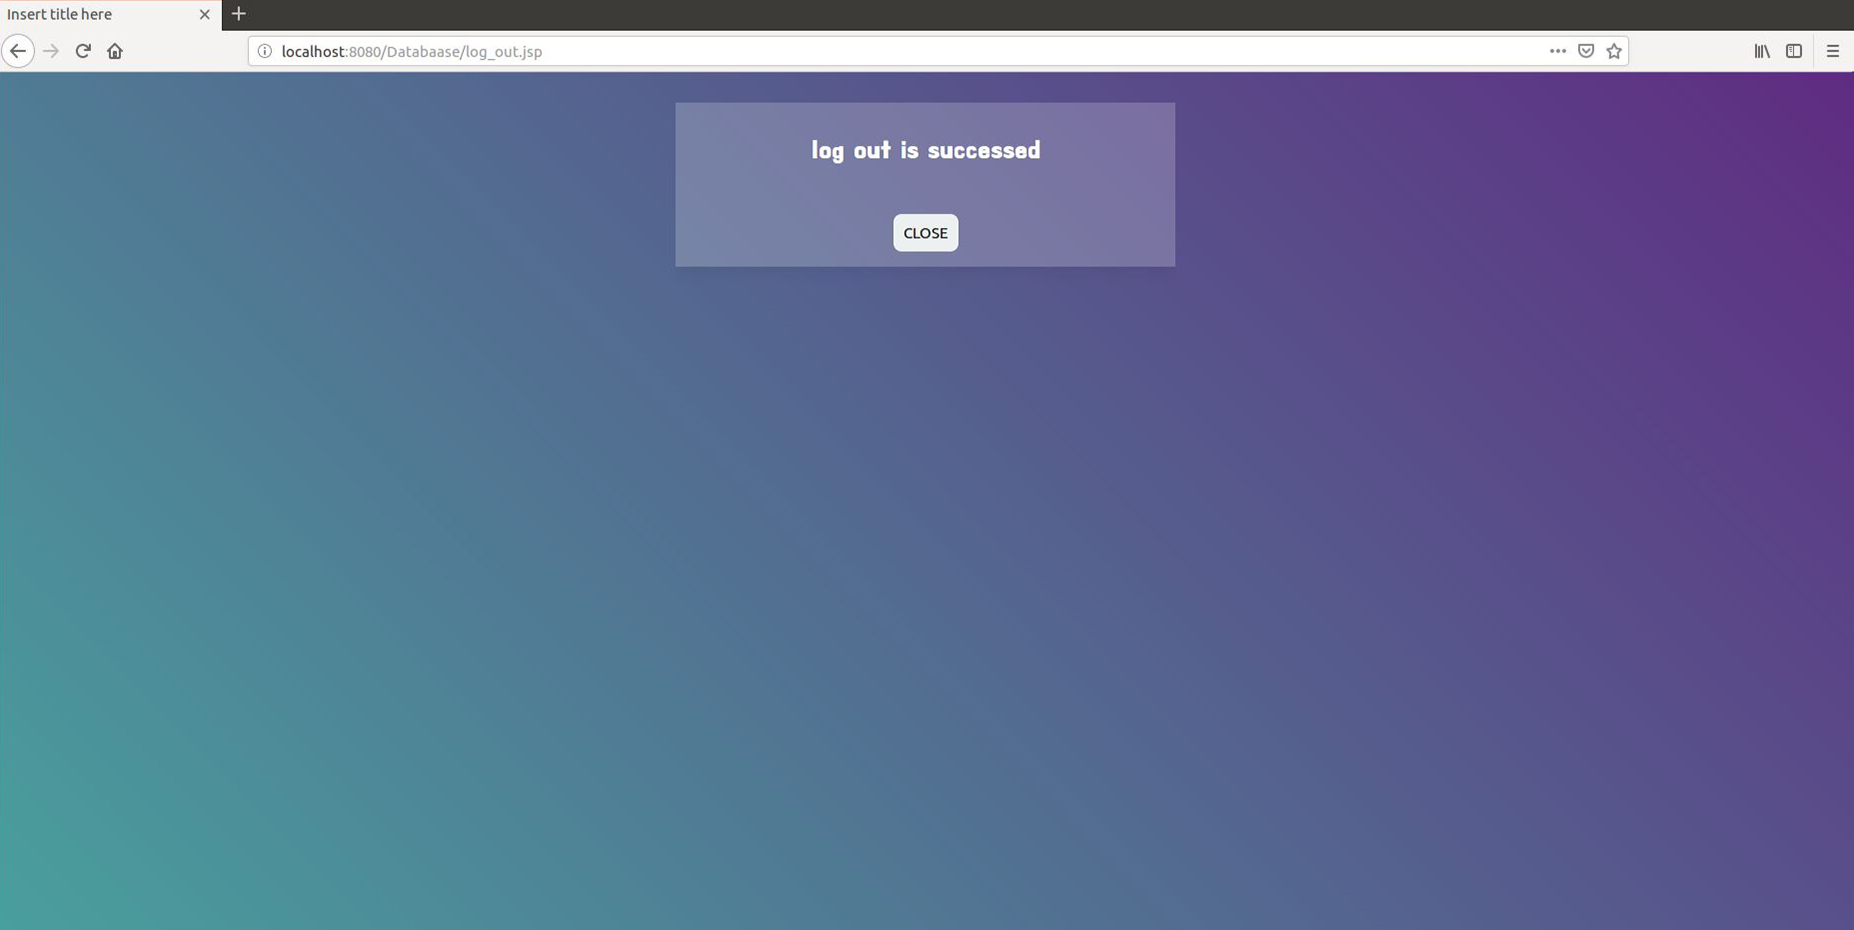 Insert title here
localhost:8080/Databaase/log_out.jsp
log out is successed
CLOSE